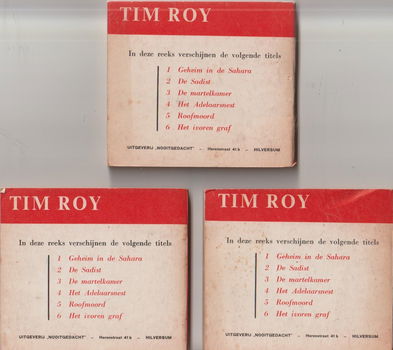 TIM ROY
In deze reeks verschijnen de volgende titels
1 Geheim in de Sahara
2 De Sadist
3 De martelkamer
4 Het Adelaarsnest
5 Roofmoord
6 Het ivoren graf
UITGEVERIJ „NOOITGEDACHT" – Herenstraat 41 b – HILVERSUM
TIM ROY
In deze reeks verschijnen de volgende titels
1 Geheim in de Sahara
2 De Sadist
3 De martelkamer
4 Het Adelaarsnest
5 Roofmoord
6 Het ivoren graf
UITGEVERIJ „NOOITGEDACHT" – Herenstraat 41 b – HILVERSUM
TIM ROY
In deze reeks verschijnen de volgende titels
1 Geheim in de Sahara
2 De Sadist
3 De martelkamer
4 Het Adelaarsnest
5 Roofmoord
6 Het ivoren graf
UITGEVERIJ „NOOITGEDACHT" – Herenstraat 41 b – HILVERSUM